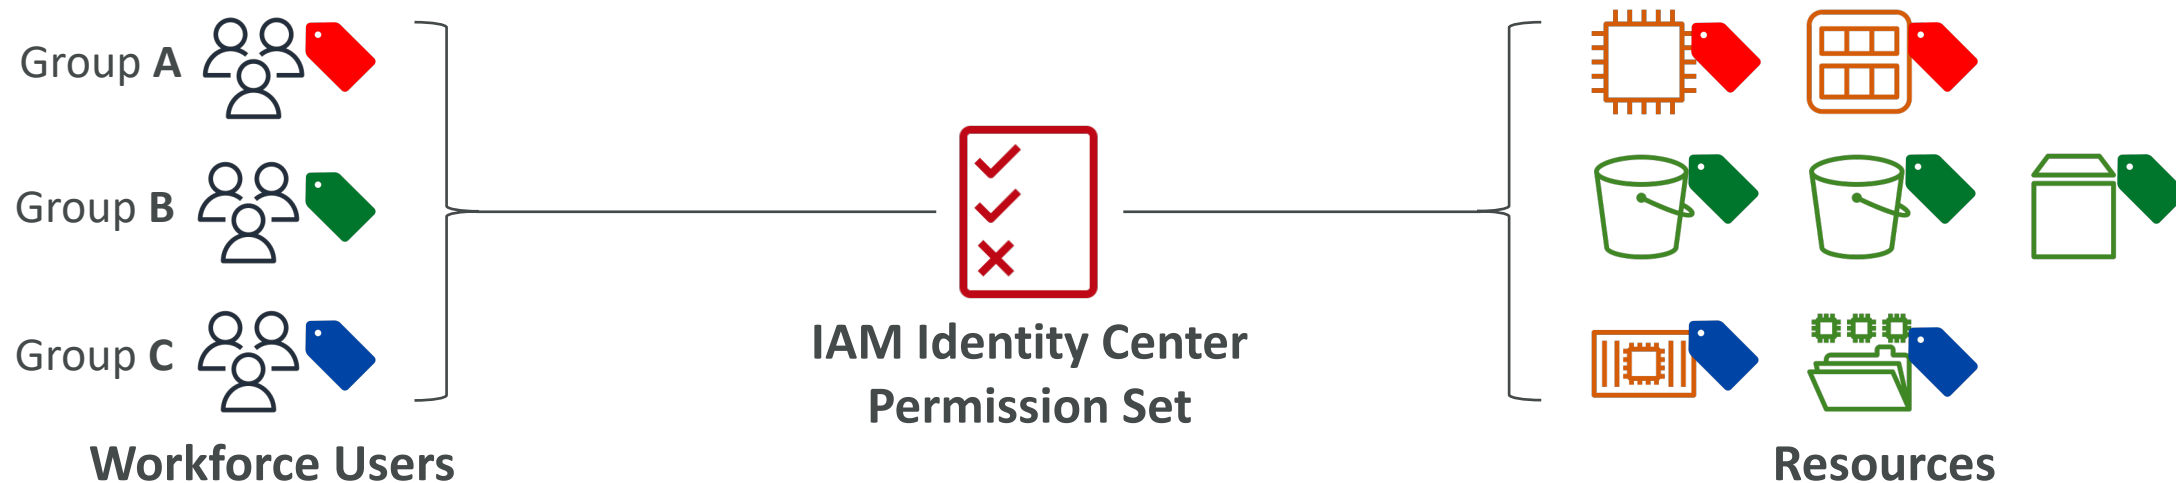 Group A
Group B
Group C
Workforce Users
IAM Identity Center
Permission Set
Resources